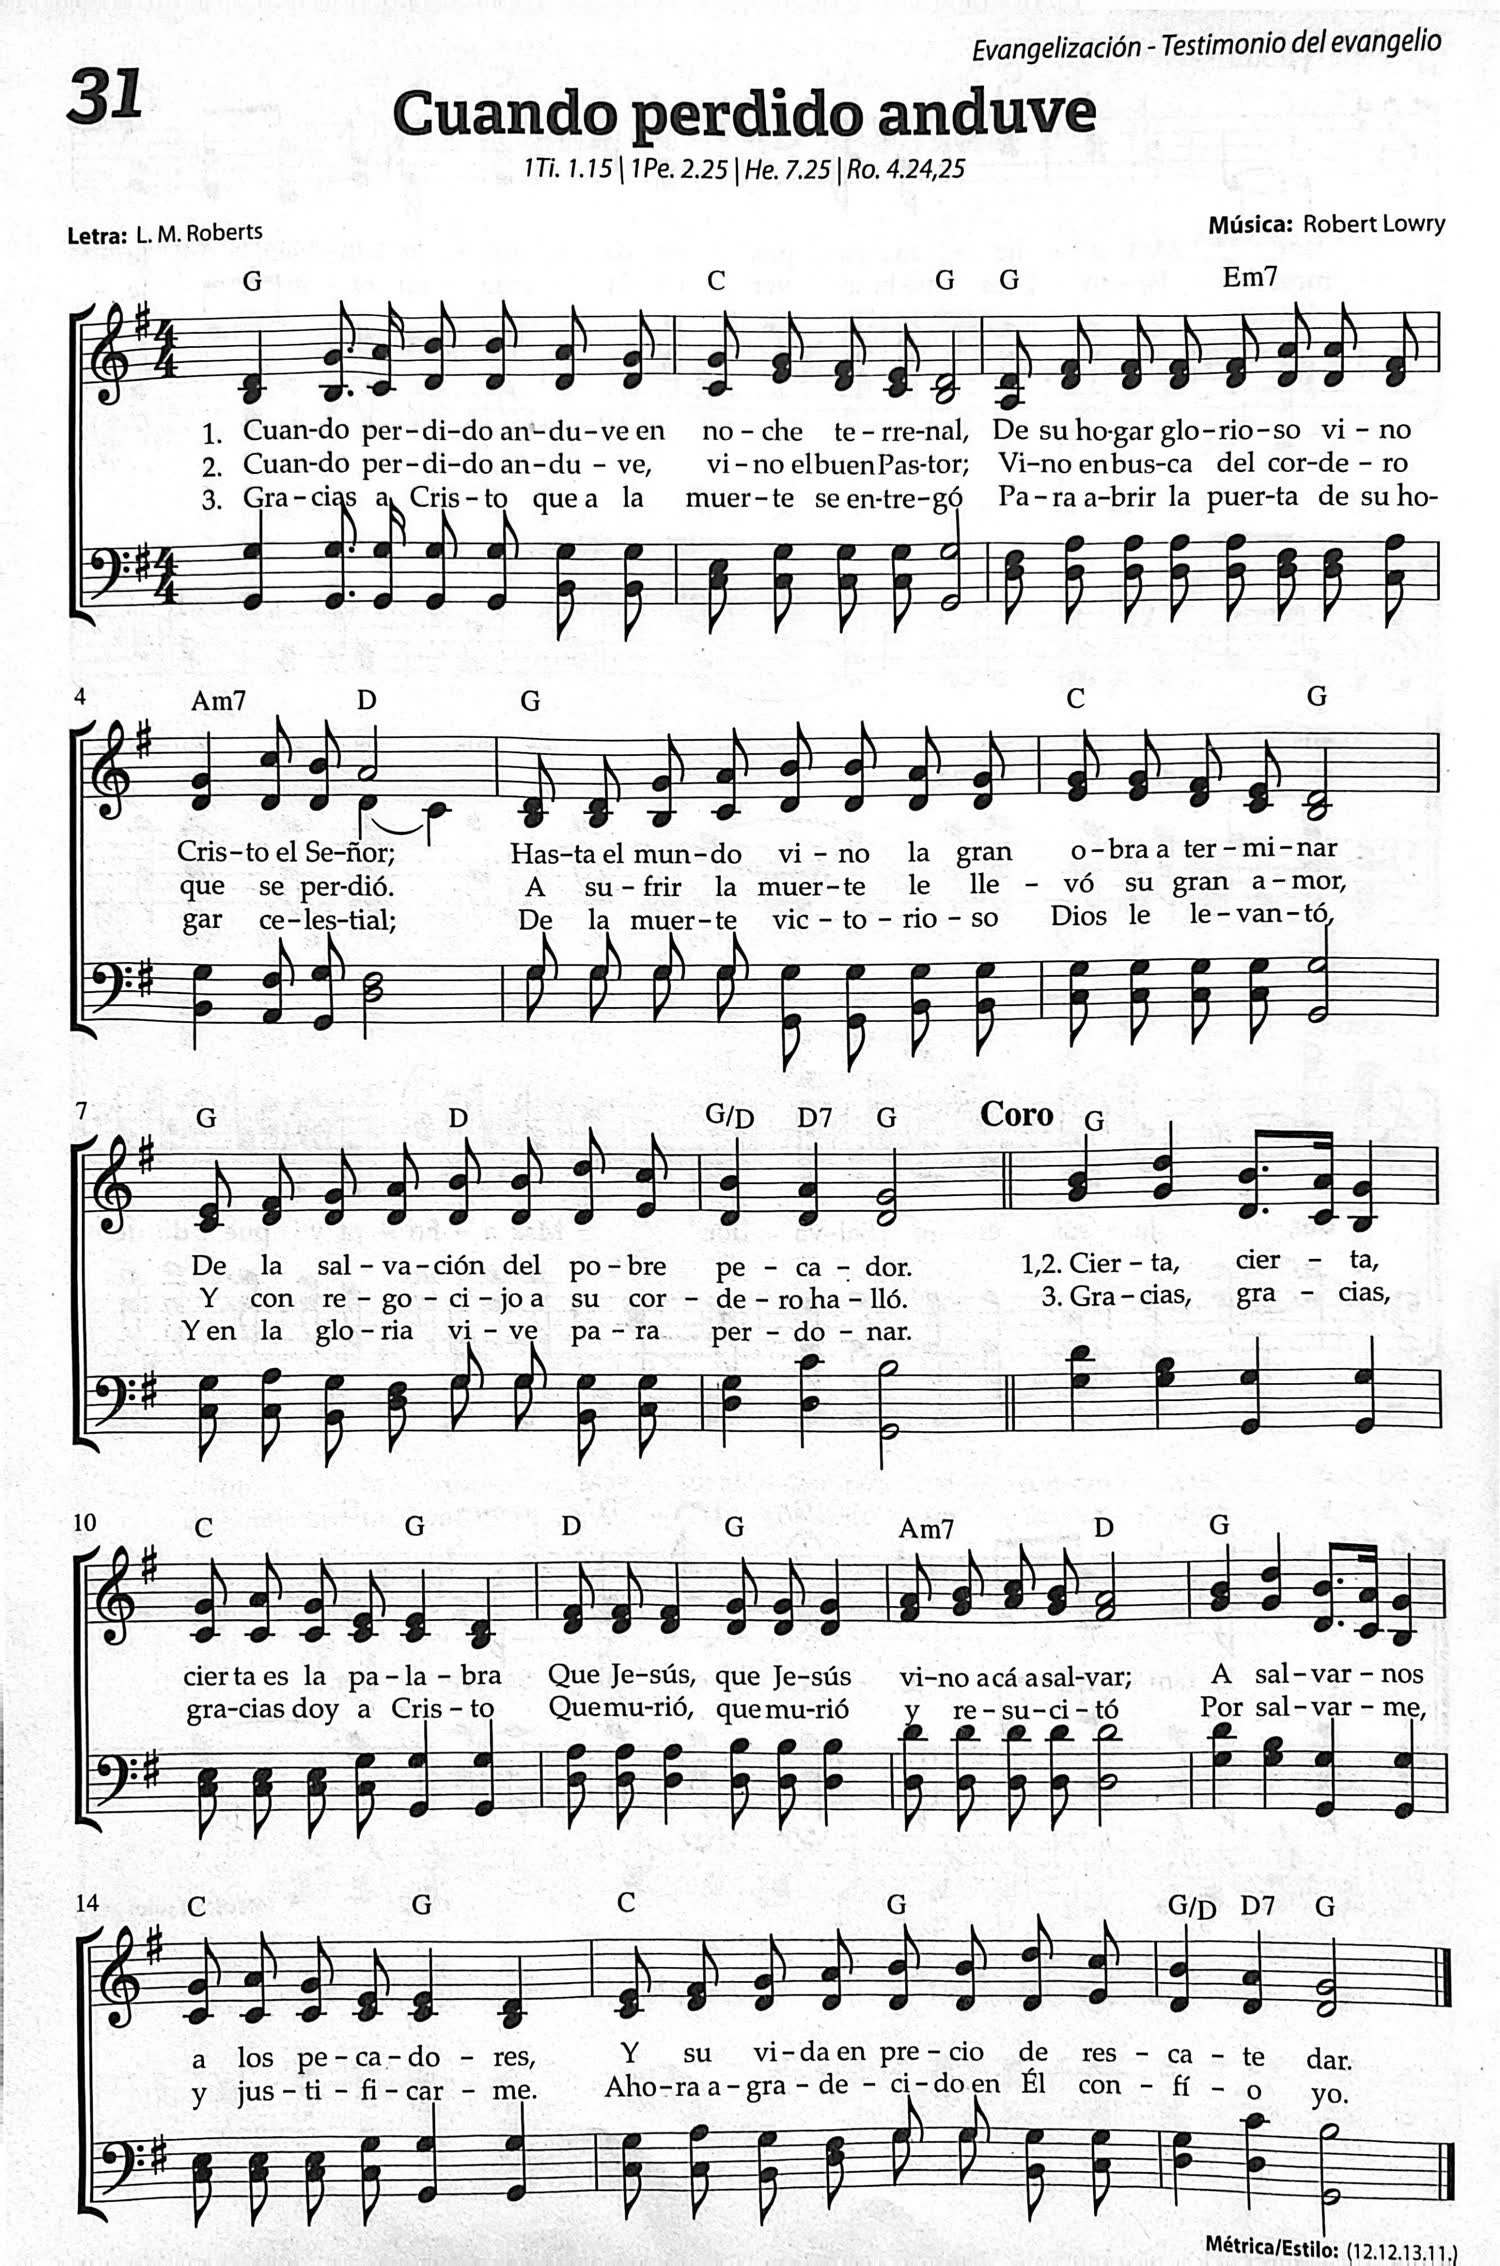 Evangelización - Testimonio del evangelio
31
Cuando perdido anduve
1Ti. 1.15 | 1Pe. 2.25 | He. 7.25 | Ro. 4.24,25
Letra: L. M. Roberts Música: Robert Lowry
G C G G Em7
1. Cuan-do per-di-do an-du-ve en no-che te-rre-nal, De su ho-gar glo-rio-so vi-no
2. Cuan-do per-di-do an-du-ve, vi-no el buen Pas-tor; Vi-no en bus-ca del cor-de-ro
3. Gra-cias a Cris-to que a la muer-te se en-tre-gó Pa-ra a-brir la puer-ta de su ho-
4
Am7 D G C G
Cris-to el Se-ñor; Has-ta el mun-do vi-no la gran o-bra a ter-mi-nar
que se per-dió. A su-frir la muer-te le lle-vó su gran a-mor,
gar ce-les-tial; De la muer-te vic-to-rio-so Dios le le-van-tó,
7
G D G/D D7 G Coro G
De la sal-va-ción del po-bre pe-ca-dor. 1,2. Cier-ta, cier-ta,
Y con re-go-ci-jo a su cor-de-ro ha-lló. 3. Gra-cias, gra-cias,
Y en la glo-ria vi-ve pa-ra per-do-nar.
10
C G D G Am7 D G
cier ta es la pa-la-bra Que Je-sús, que Je-sús vi-no acá a sal-var; A sal-var-nos
gra-cias doy a Cris-to Que mu-rió, que mu-rió y re-su-ci-tó Por sal-var-me,
14
C G C G G/D D7 G
a los pe-ca-do-res, Y su vi-da en pre-cio de res-ca-te dar.
y jus-ti-fi-car-me. Aho-ra a-gra-de-ci-do en Él con-fí-o yo.
Métrica/Estilo: (12.12.13.11.)